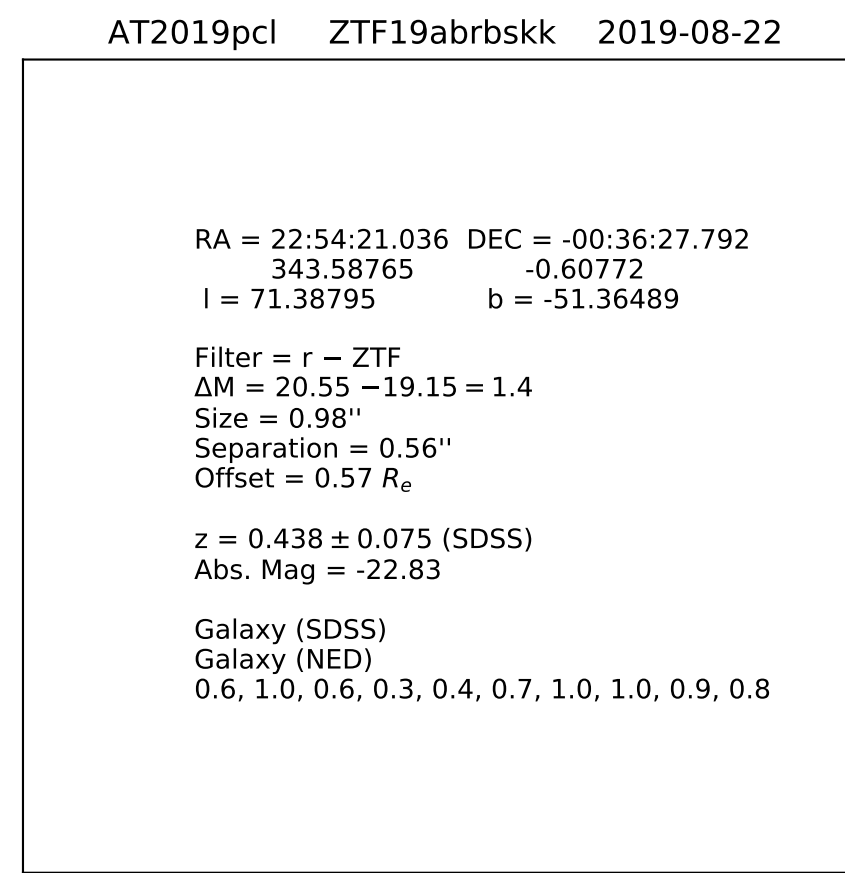 AT2019pcl ZTF19abrbskk 2019-08-22
RA = 22:54:21.036 DEC = -00:36:27.792
343.58765 -0.60772
l = 71.38795 b = -51.36489
Filter = r − ZTF
ΔM = 20.55 −19.15 = 1.4
Size = 0.98''
Separation = 0.56''
Offset = 0.57 Rₑ
z = 0.438 ± 0.075 (SDSS)
Abs. Mag = -22.83
Galaxy (SDSS)
Galaxy (NED)
0.6, 1.0, 0.6, 0.3, 0.4, 0.7, 1.0, 1.0, 0.9, 0.8